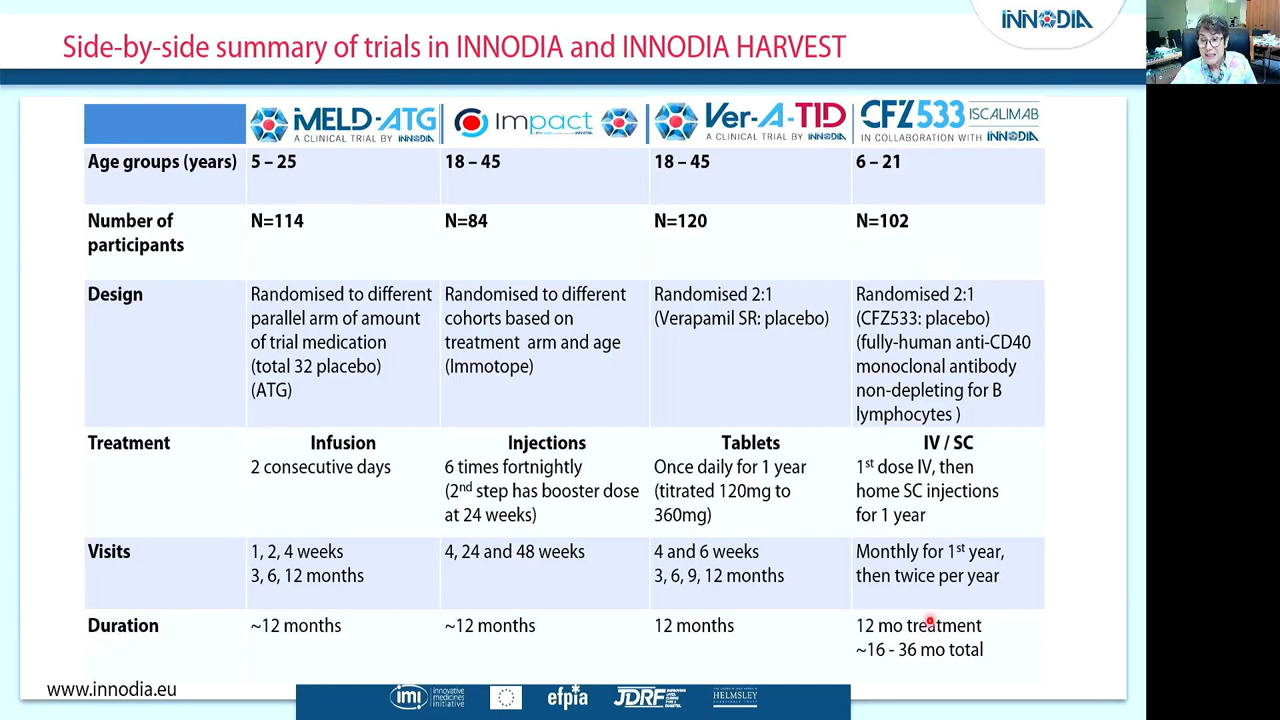 INNODIA
Side-by-side summary of trials in INNODIA and INNODIA HARVEST
MELD-ATG
A CLINICAL TRIAL BY INNODIA
Impact
Ver-A-T1D
A CLINICAL TRIAL BY INNODIA
CFZ533 ISCALIMAB
IN COLLABORATION WITH INNODIA
Age groups (years)
5 – 25
18 – 45
18 – 45
6 – 21
Number of
participants
N=114
N=84
N=120
N=102
Design
Randomised to different
parallel arm of amount
of trial medication
(total 32 placebo)
(ATG)
Randomised to different
cohorts based on
treatment arm and age
(Immotope)
Randomised 2:1
(Verapamil SR: placebo)
Randomised 2:1
(CFZ533: placebo)
(fully-human anti-CD40
monoclonal antibody
non-depleting for B
lymphocytes )
Treatment
Infusion
2 consecutive days
Injections
6 times fortnightly
(2nd step has booster dose
at 24 weeks)
Tablets
Once daily for 1 year
(titrated 120mg to
360mg)
IV / SC
1st dose IV, then
home SC injections
for 1 year
Visits
1, 2, 4 weeks
3, 6, 12 months
4, 24 and 48 weeks
4 and 6 weeks
3, 6, 9, 12 months
Monthly for 1st year,
then twice per year
Duration
~12 months
~12 months
12 months
12 mo treatment
~16 - 36 mo total
www.innodia.eu
imi
innovative
medicines
initiative
efpia
JDRF
HELMSLEY